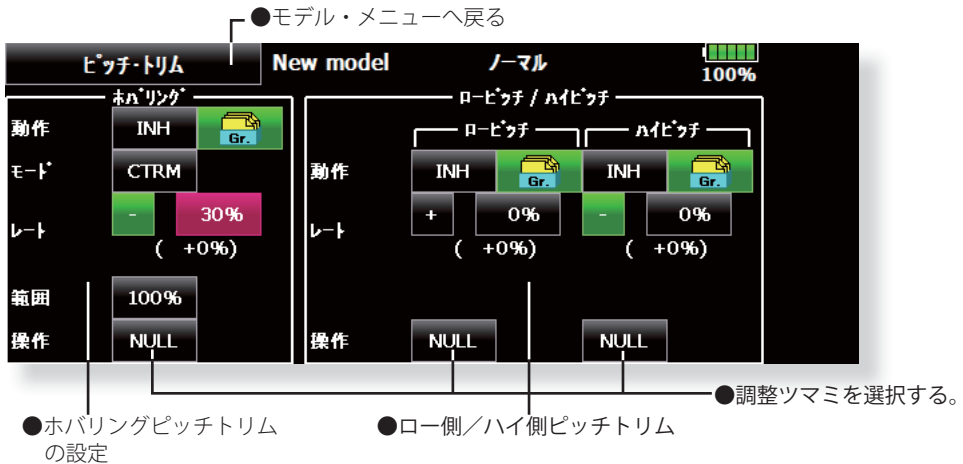 ●モデル・メニューへ戻る
ﾋﾟｯﾁ･ﾄﾘﾑ New model ﾉｰﾏﾙ 100%
ﾎﾊﾞﾘﾝｸﾞ
動作 INH Gr.
ﾓｰﾄﾞ CTRM
ﾚｰﾄ - 30%
( +0%)
範囲 100%
操作 NULL
ﾛｰﾋﾟｯﾁ / ﾊｲﾋﾟｯﾁ
ﾛｰﾋﾟｯﾁ ﾊｲﾋﾟｯﾁ
動作 INH Gr. INH Gr.
ﾚｰﾄ + 0% - 0%
( +0%) ( +0%)
操作 NULL NULL
●調整ツマミを選択する。
●ホバリングピッチトリム
の設定
●ロー側／ハイ側ピッチトリム